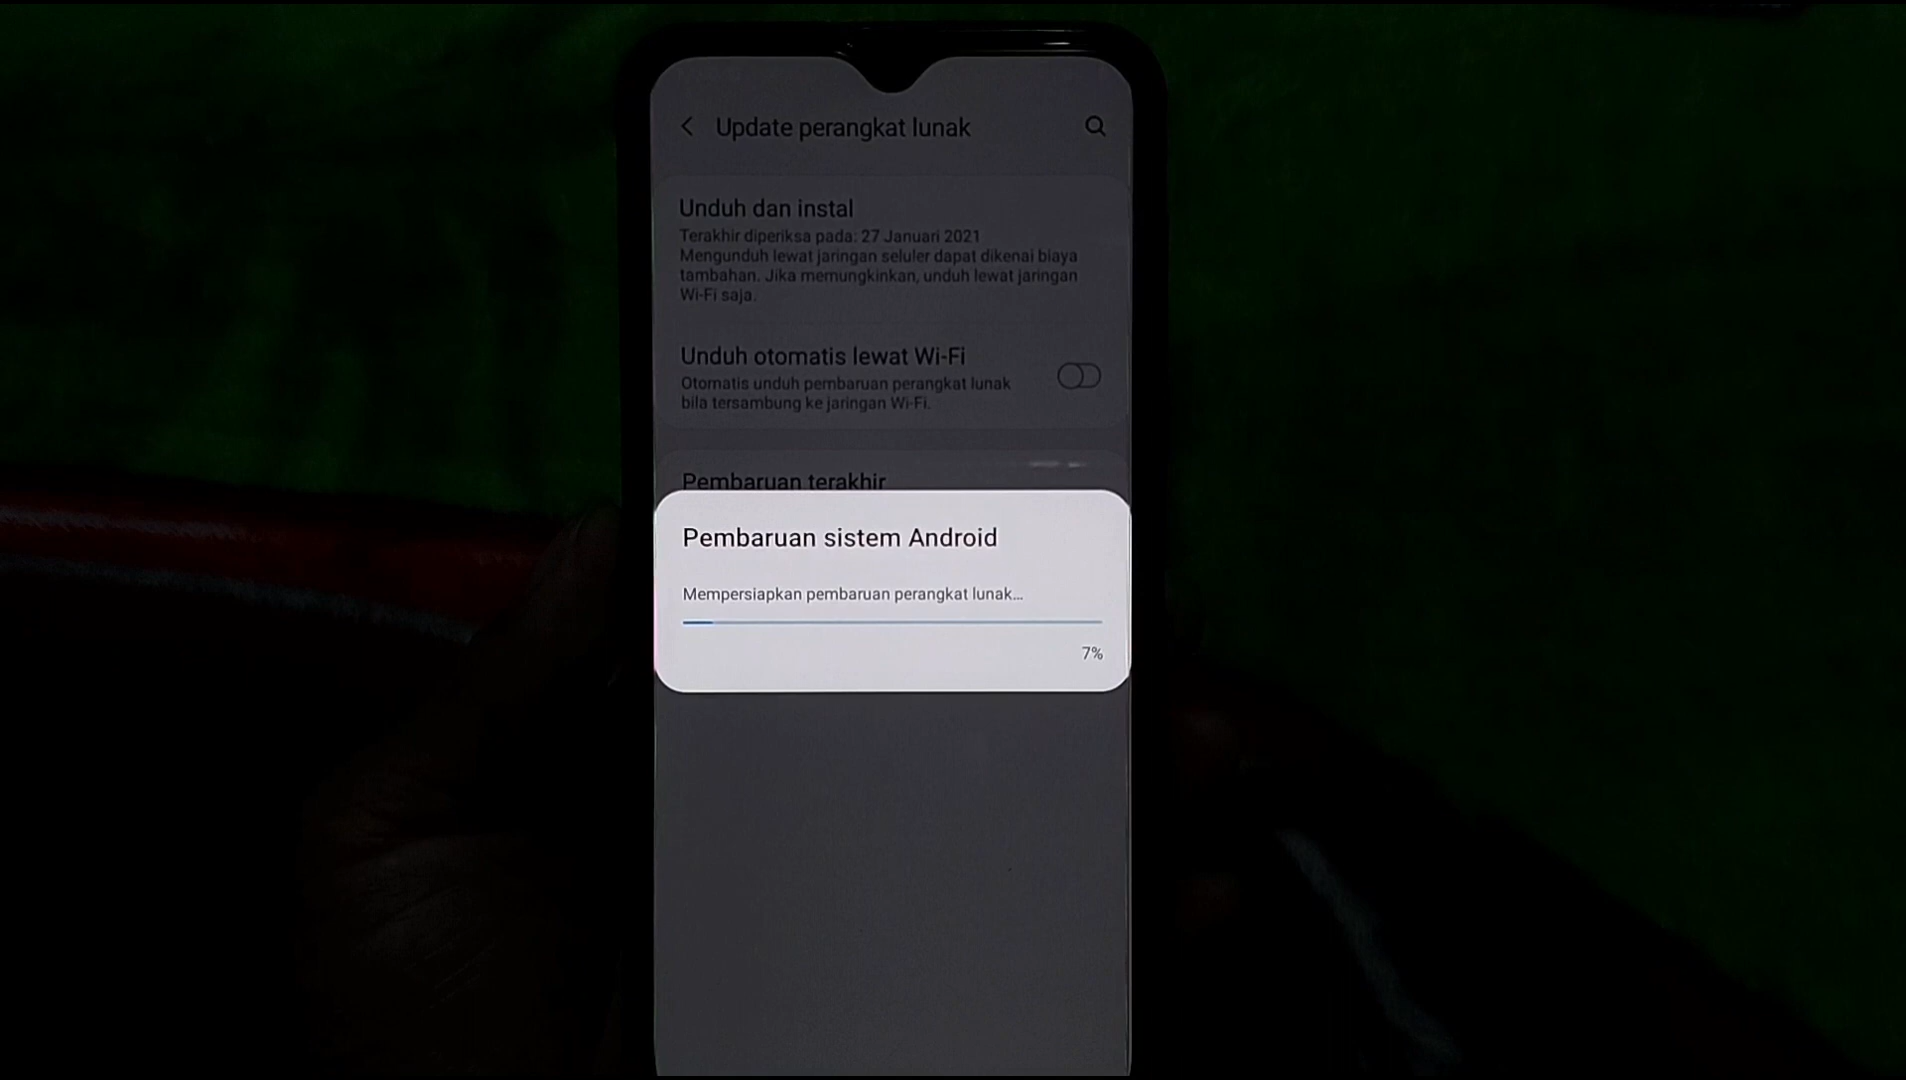 Update perangkat lunak
Unduh dan instal
Terakhir diperiksa pada: 27 Januari 2021
Mengunduh lewat jaringan seluler dapat dikenai biaya
tambahan. Jika memungkinkan, unduh lewat jaringan
Wi-Fi saja.
Unduh otomatis lewat Wi-Fi
Otomatis unduh pembaruan perangkat lunak
bila tersambung ke jaringan Wi-Fi.
Pembaruan terakhir
Pembaruan sistem Android
Mempersiapkan pembaruan perangkat lunak...
7%